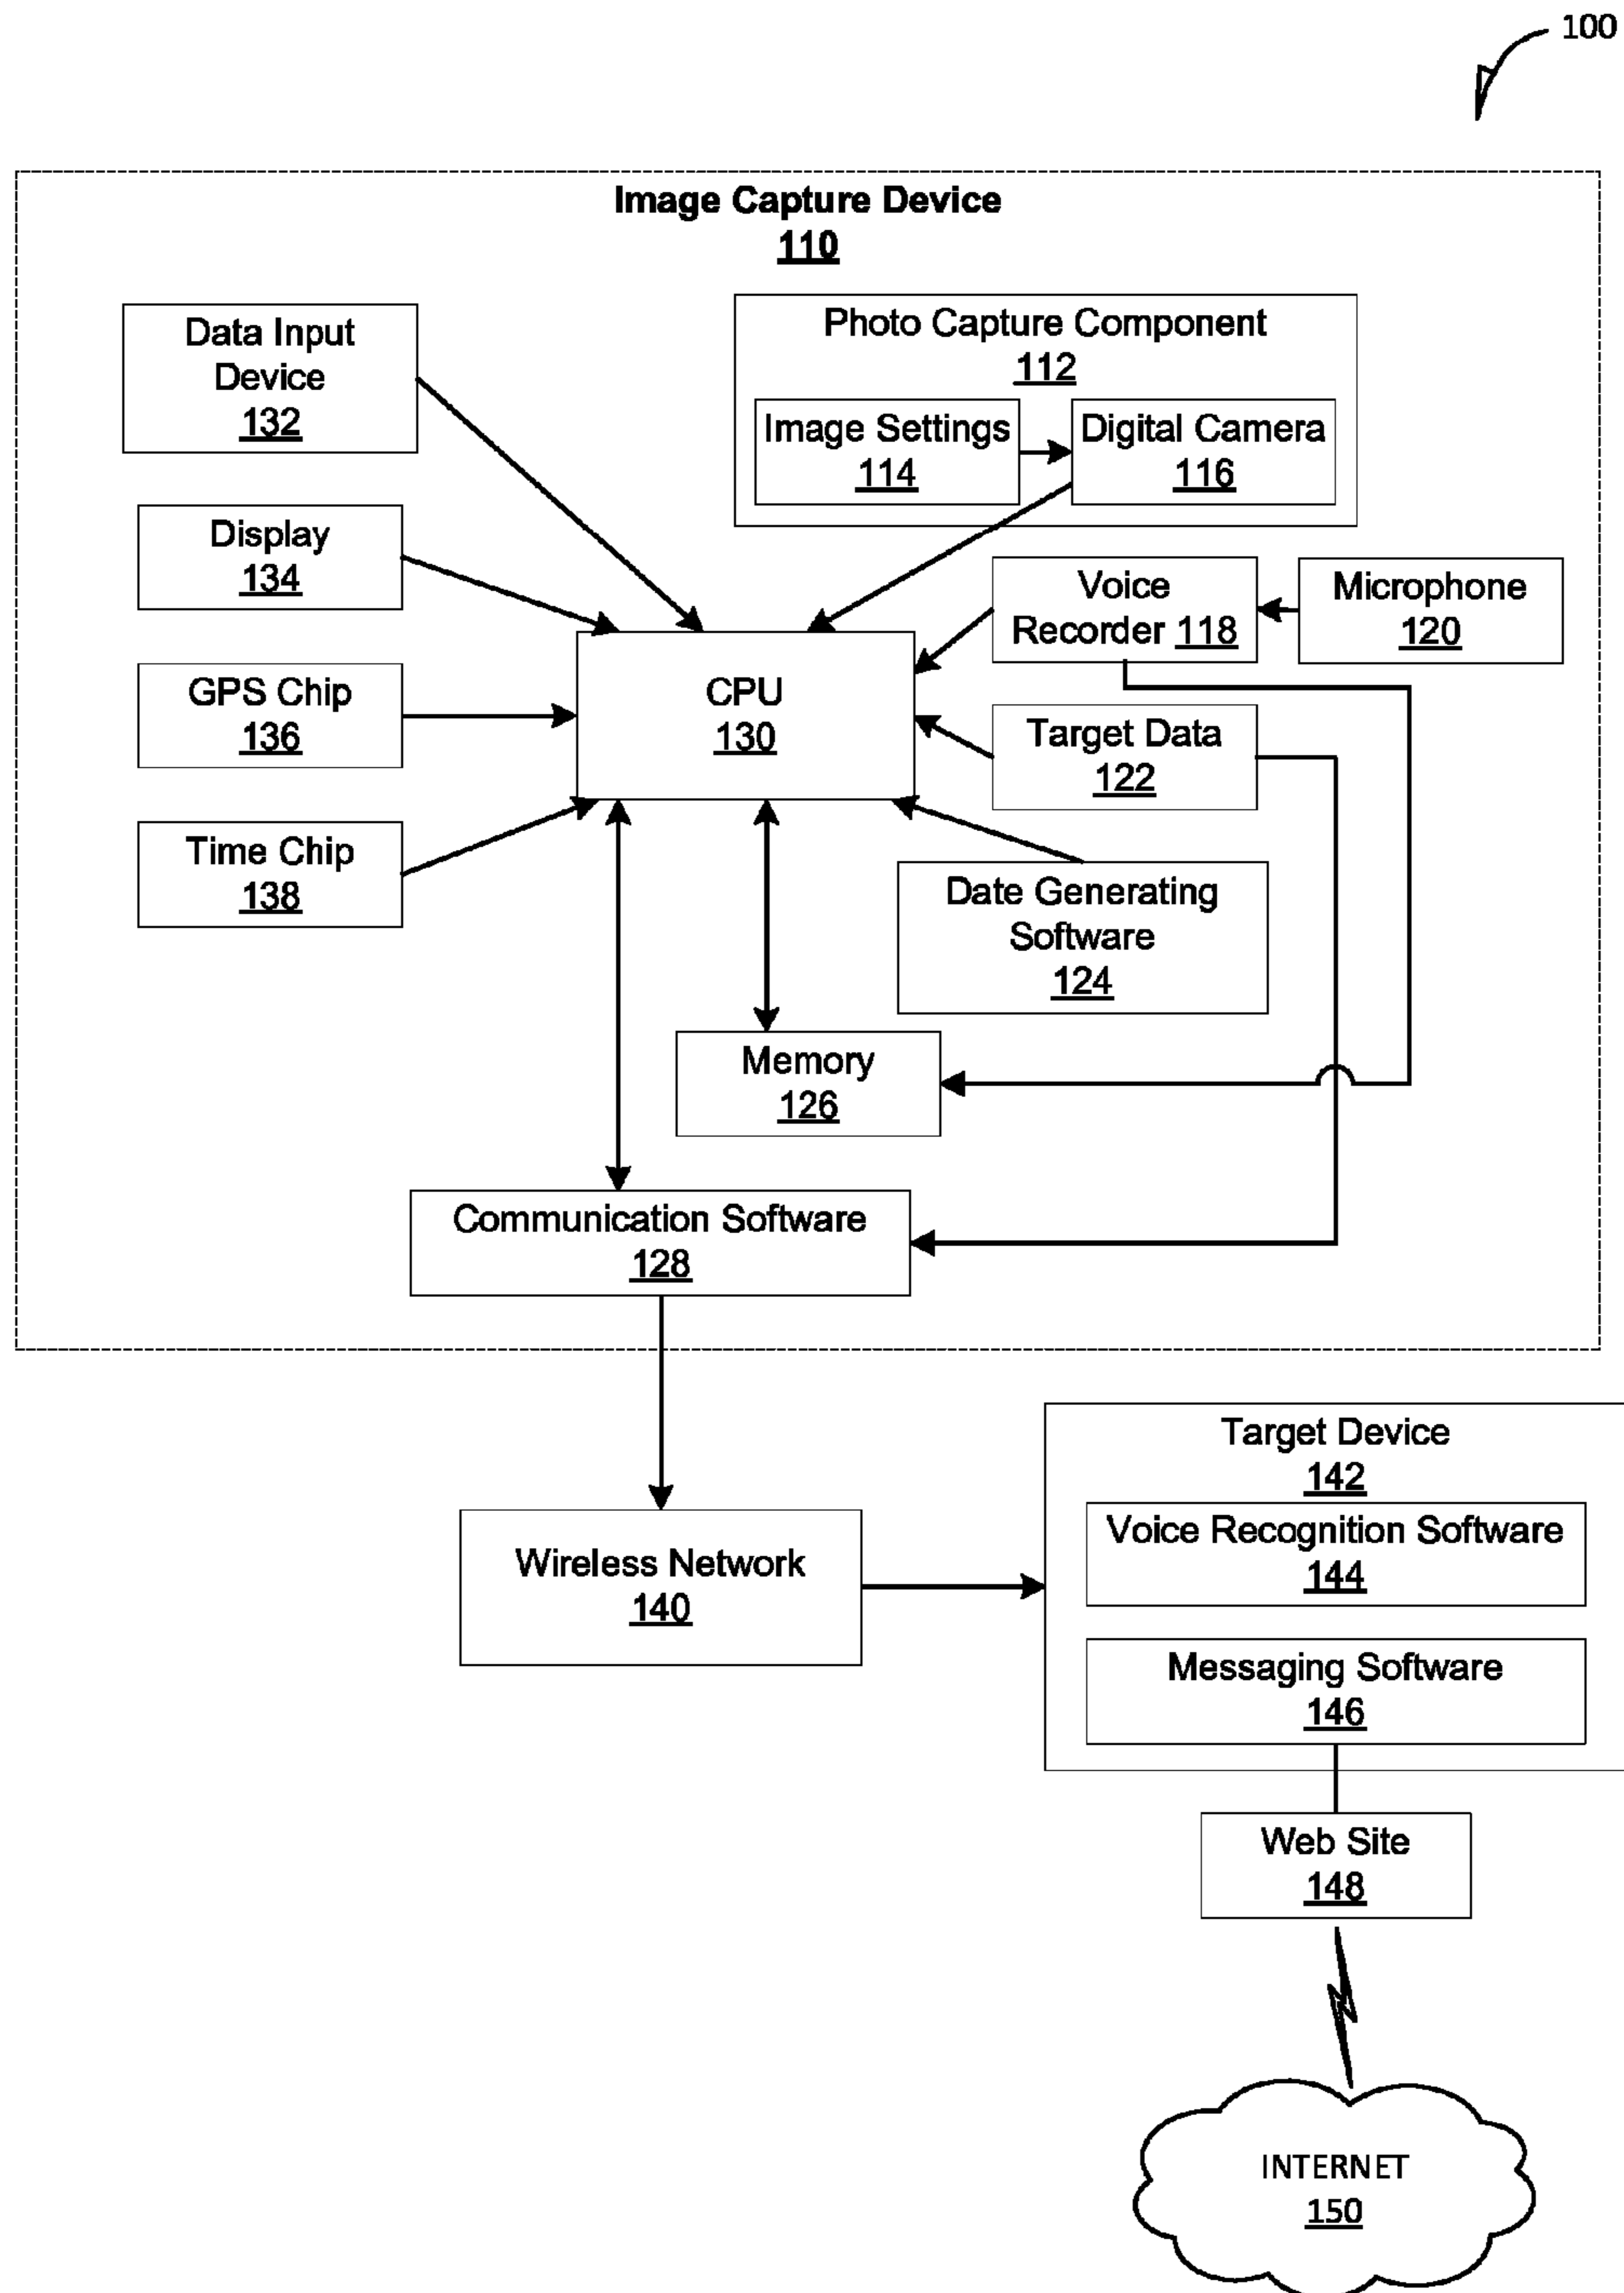 100
Image Capture Device
110
Data Input
Device
132
Photo Capture Component
112
Image Settings
114
Digital Camera
116
Display
134
Voice
Recorder 118
Microphone
120
GPS Chip
136
CPU
130
Target Data
122
Time Chip
138
Date Generating
Software
124
Memory
126
Communication Software
128
Target Device
142
Voice Recognition Software
144
Wireless Network
140
Messaging Software
146
Web Site
148
INTERNET
150